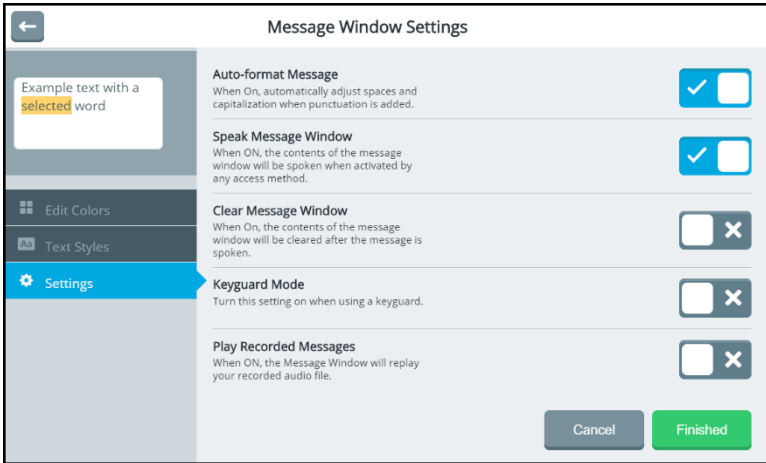 Message Window Settings
Example text with a
selected word
Edit Colors
Aa Text Styles
Settings
Auto-format Message
When On, automatically adjust spaces and
capitalization when punctuation is added.
Speak Message Window
When ON, the contents of the message
window will be spoken when activated by
any access method.
Clear Message Window
When On, the contents of the message
window will be cleared after the message is
spoken.
Keyguard Mode
Turn this setting on when using a keyguard.
Play Recorded Messages
When ON, the Message Window will replay
your recorded audio file.
Cancel
Finished